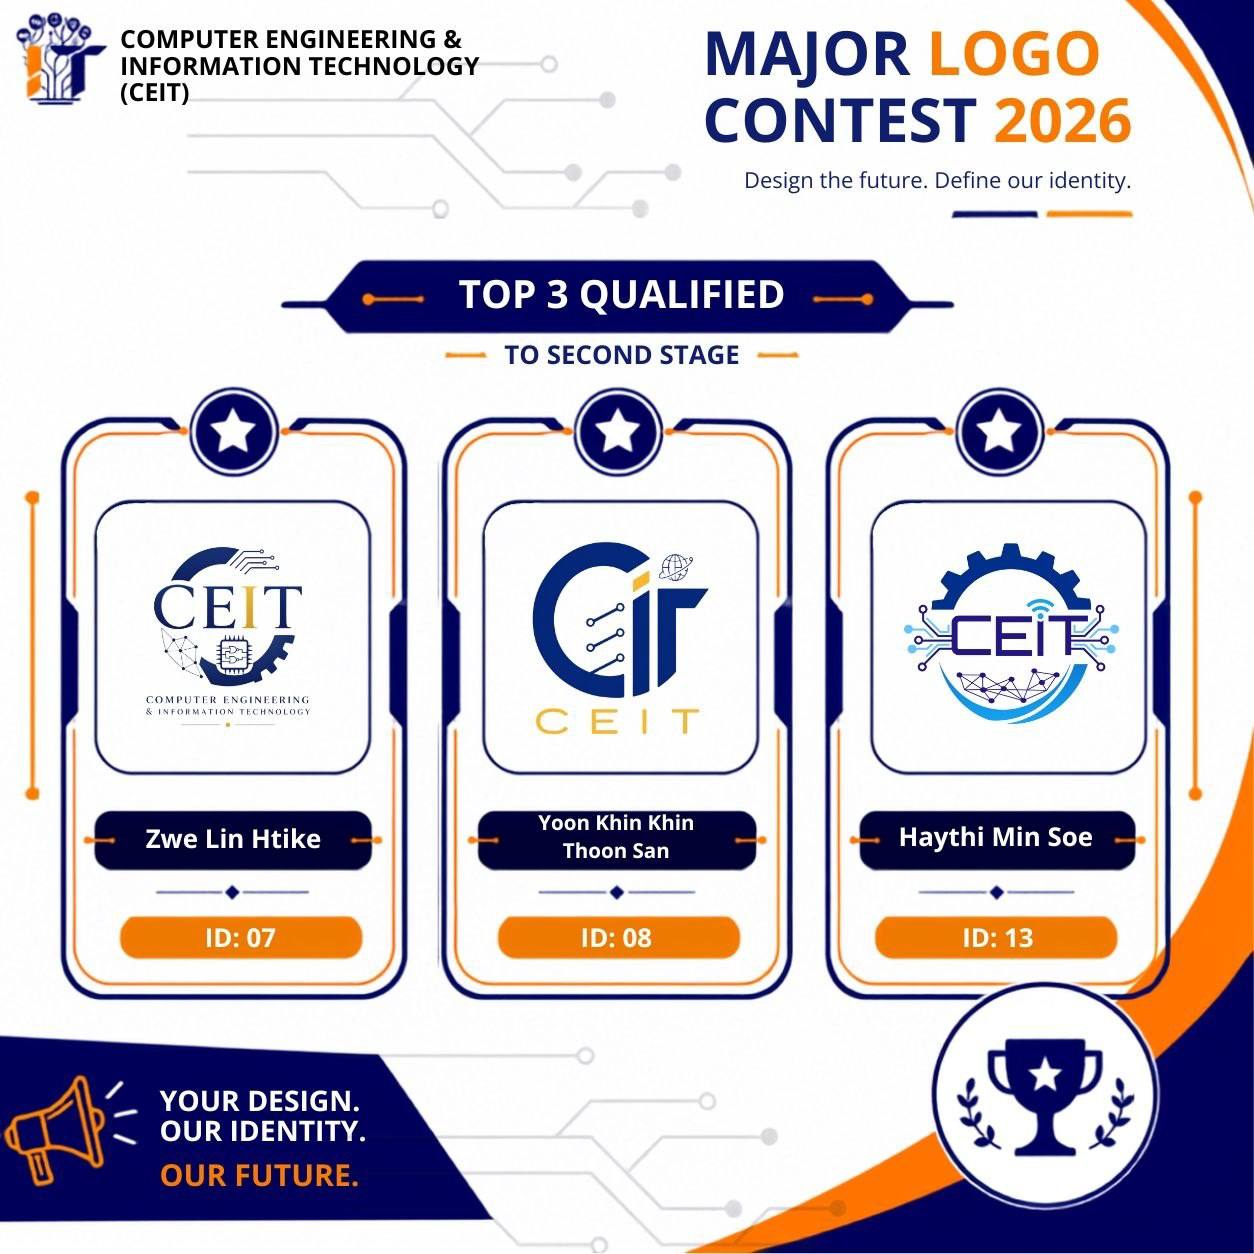 COMPUTER ENGINEERING &
INFORMATION TECHNOLOGY
(CEIT)
MAJOR LOGO
CONTEST 2026
Design the future. Define our identity.
TOP 3 QUALIFIED
TO SECOND STAGE
CEIT
COMPUTER ENGINEERING
& INFORMATION TECHNOLOGY
Zwe Lin Htike
ID: 07
CiT
CEIT
Yoon Khin Khin
Thoon San
ID: 08
CEiT
Haythi Min Soe
ID: 13
YOUR DESIGN.
OUR IDENTITY.
OUR FUTURE.